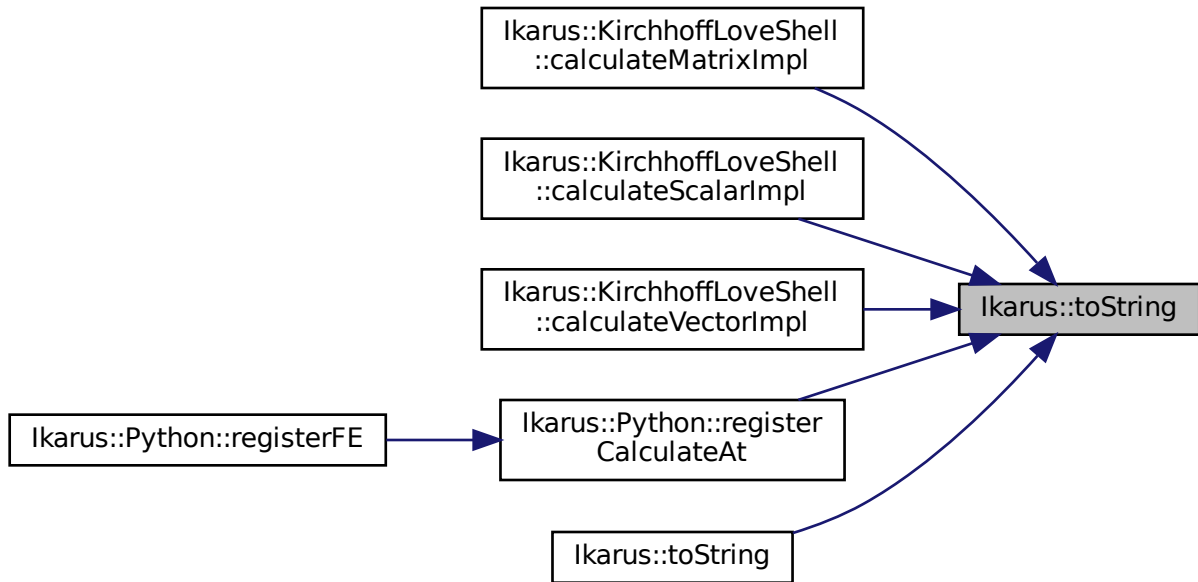 Ikarus::KirchhoffLoveShell
::calculateMatrixImpl
Ikarus::KirchhoffLoveShell
::calculateScalarImpl
Ikarus::KirchhoffLoveShell
::calculateVectorImpl
Ikarus::toString
Ikarus::Python::registerFE
Ikarus::Python::register
CalculateAt
Ikarus::toString